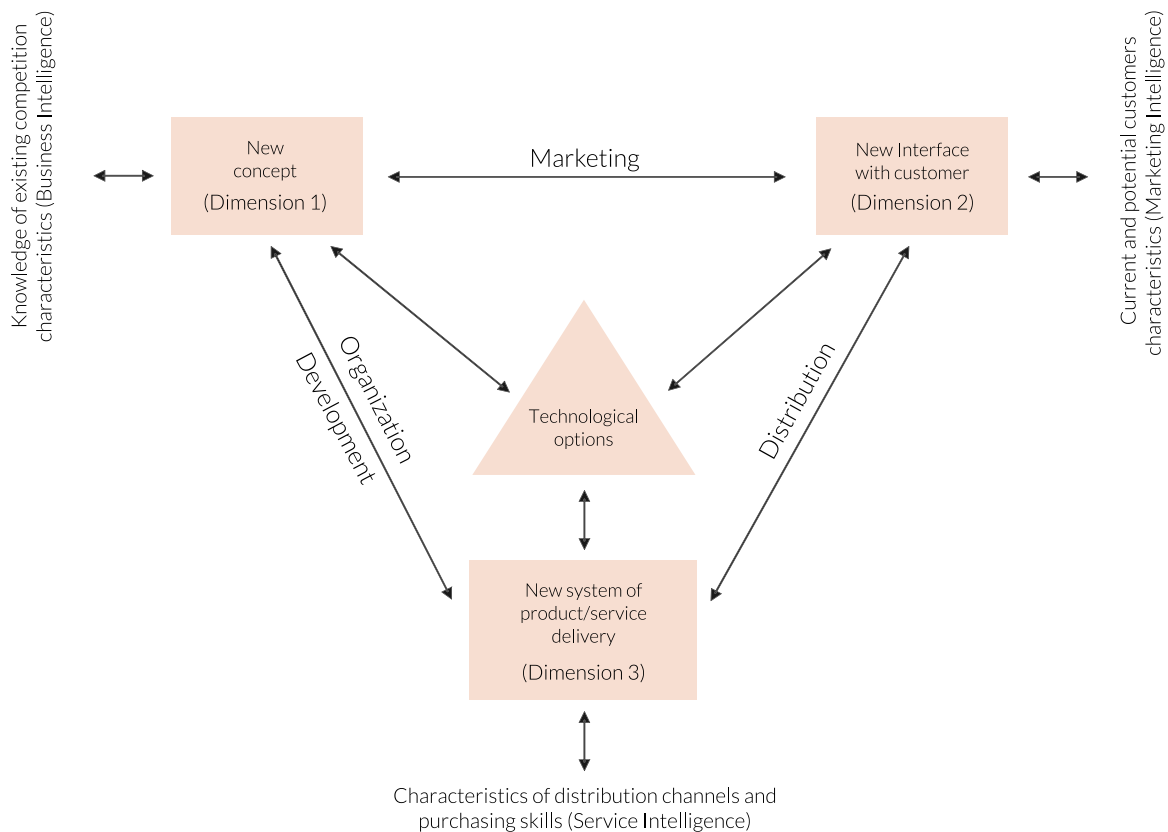 Knowledge of existing competition
characteristics (Business Intelligence)
New
concept
(Dimension 1)
Marketing
New Interface
with customer
(Dimension 2)
Current and potential customers
characteristics (Marketing Intelligence)
Organization
Development
Technological
options
Distribution
New system of
product/service
delivery
(Dimension 3)
Characteristics of distribution channels and
purchasing skills (Service Intelligence)